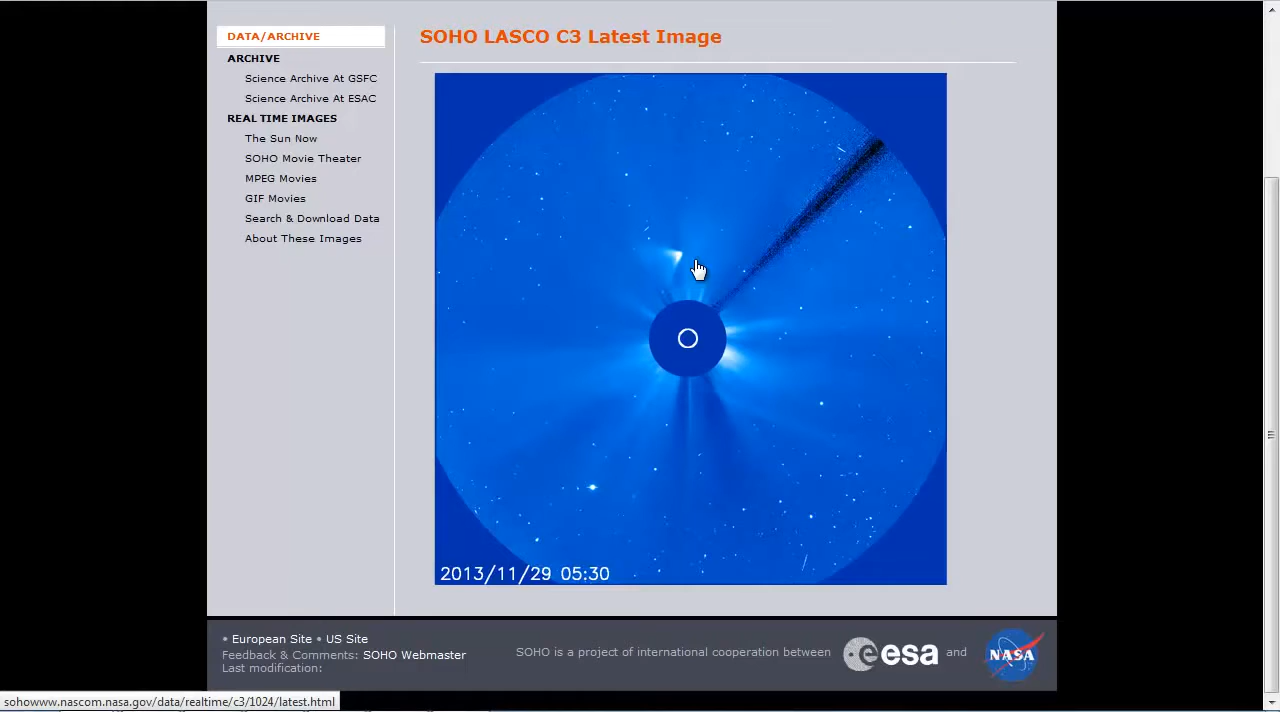 DATA/ARCHIVE
ARCHIVE
Science Archive At GSFC
Science Archive At ESAC
REAL TIME IMAGES
The Sun Now
SOHO Movie Theater
MPEG Movies
GIF Movies
Search & Download Data
About These Images
SOHO LASCO C3 Latest Image
2013/11/29 05:30
• European Site • US Site
Feedback & Comments: SOHO Webmaster
Last modification:
SOHO is a project of international cooperation between
esa
and
NASA
sohowww.nascom.nasa.gov/data/realtime/c3/1024/latest.html